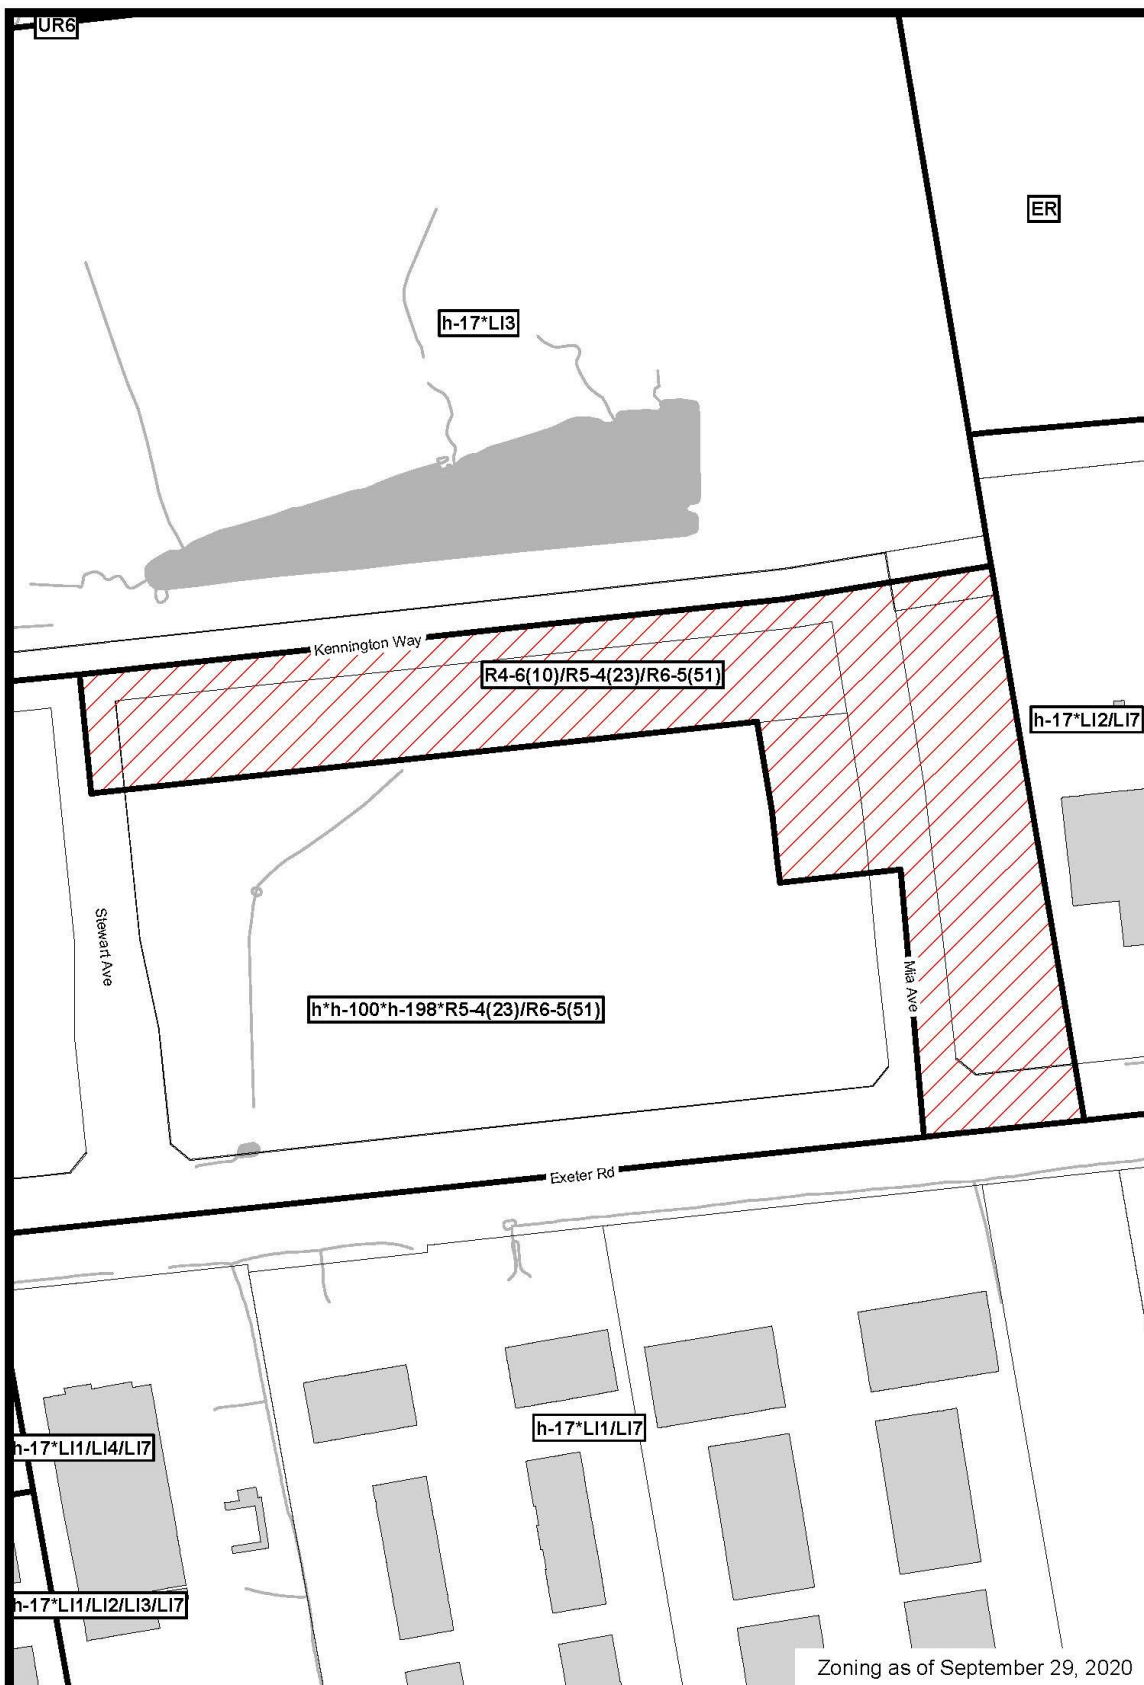 UR6
ER
h-17*LI3
Kennington Way
R4-6(10)/R5-4(23)/R6-5(51)
h-17*LI2/LI7
Stewart Ave
Mia Ave
h*h-100*h-198*R5-4(23)/R6-5(51)
Exeter Rd
h-17*LI1/LI7
h-17*LI1/LI4/LI7
h-17*LI1/LI2/LI3/LI7
Zoning as of September 29, 2020